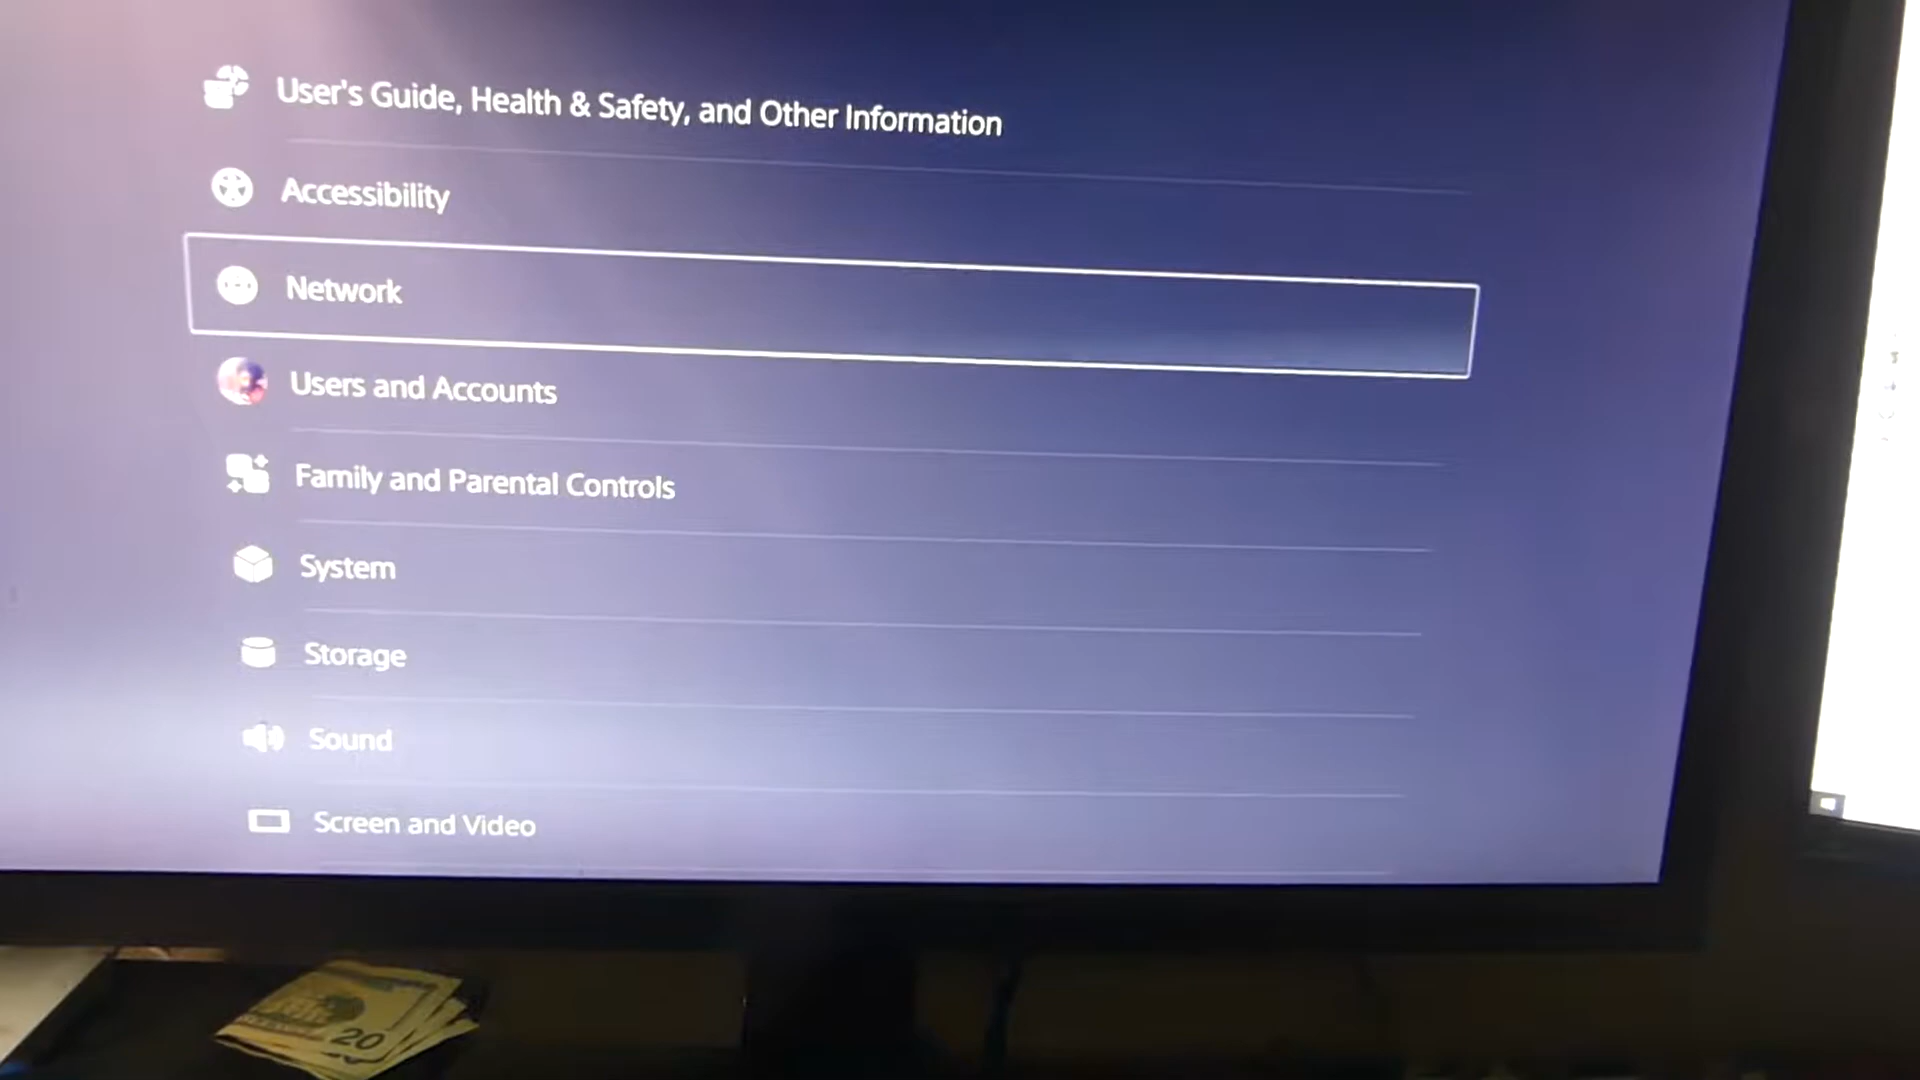 User's Guide, Health & Safety, and Other Information
Accessibility
Network
Users and Accounts
Family and Parental Controls
System
Storage
Sound
Screen and Video
20